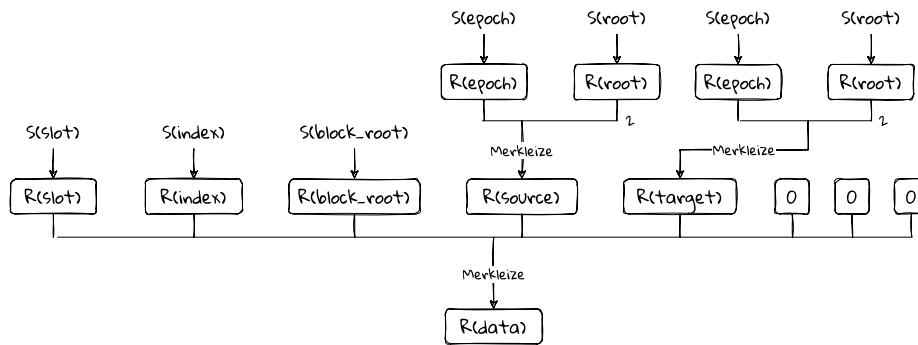 S(epoch) S(root) S(epoch) S(root)
R(epoch) R(root) R(epoch) R(root)
2 2
S(slot) S(index) S(block_root)
Merkleize Merkleize
R(slot) R(index) R(block_root) R(source) R(target) 0 0 0
Merkleize
R(data)